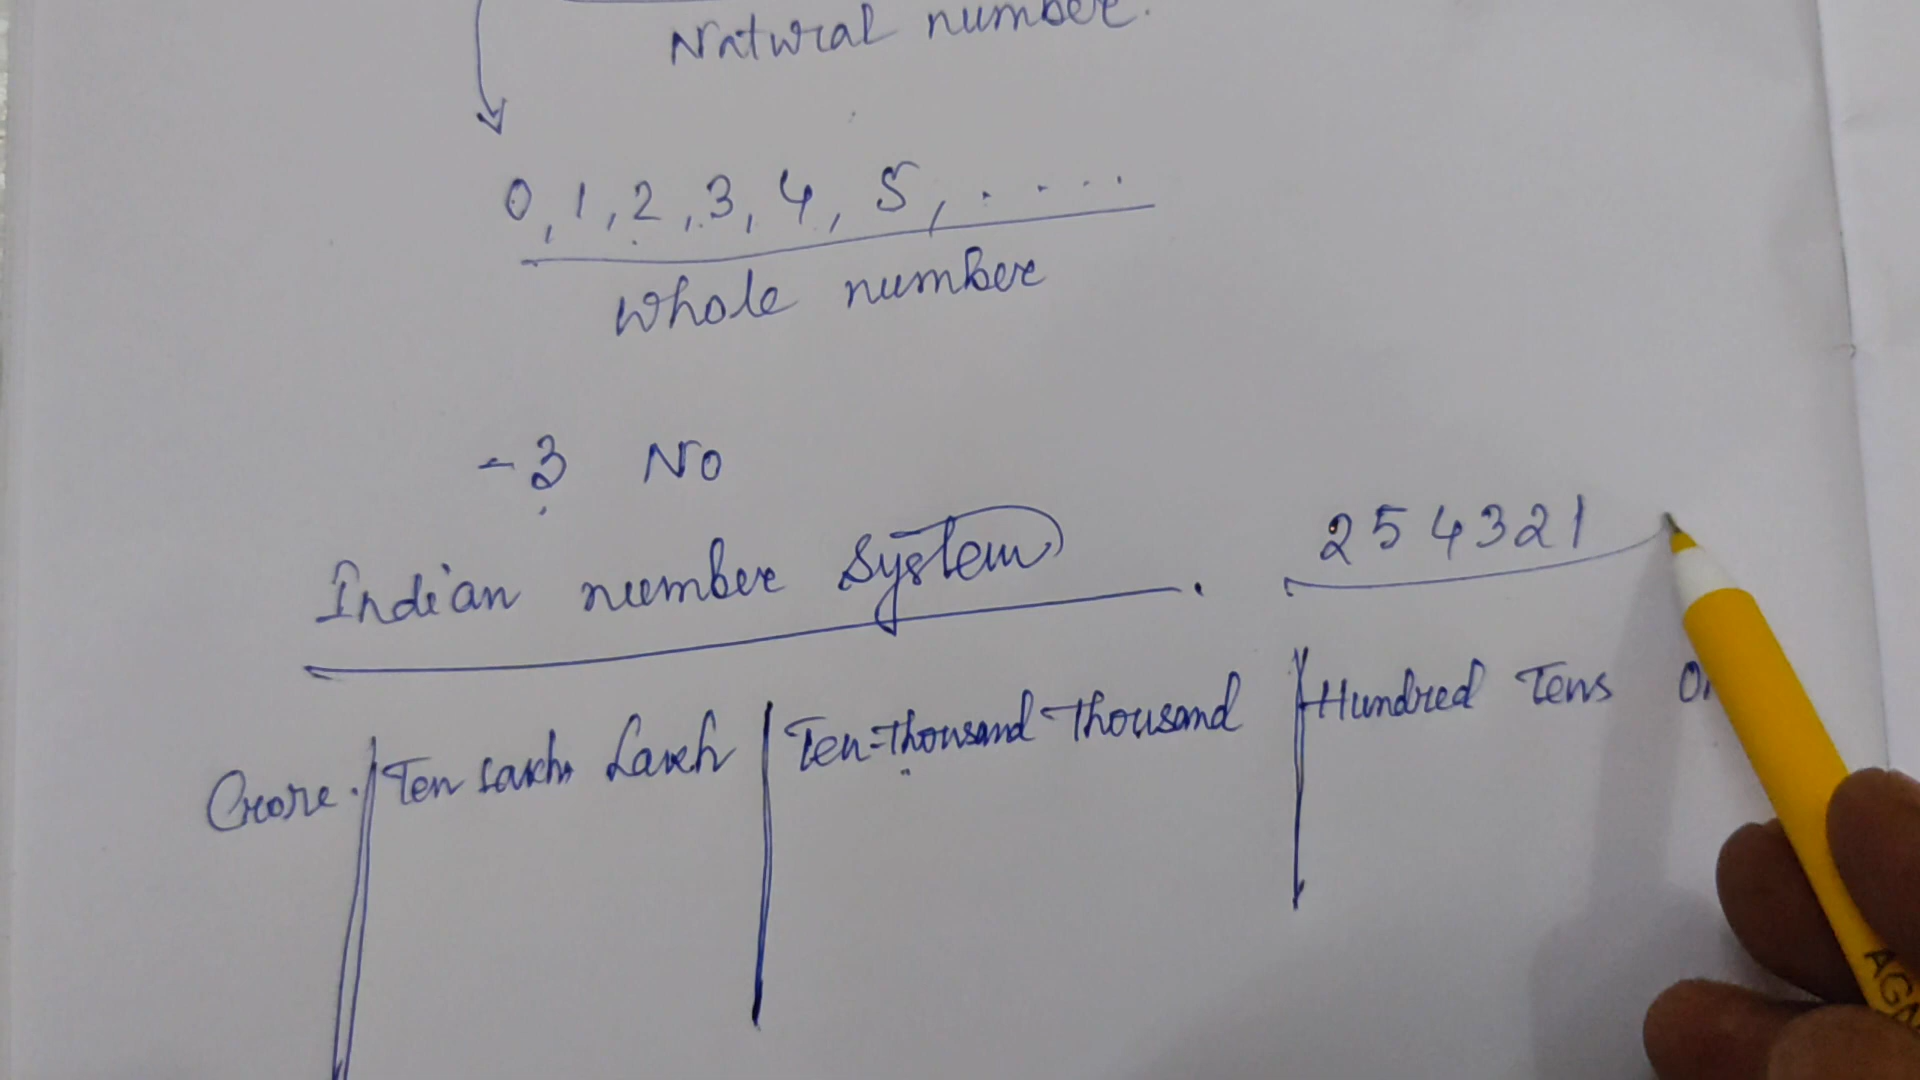 Natural number.
0, 1, 2, 3, 4, 5, . . . .
Whole number
-3 No
Indian number System.
254321
Crore. Ten Lakh Lakh Ten-Thousand Thousand Hundred Tens